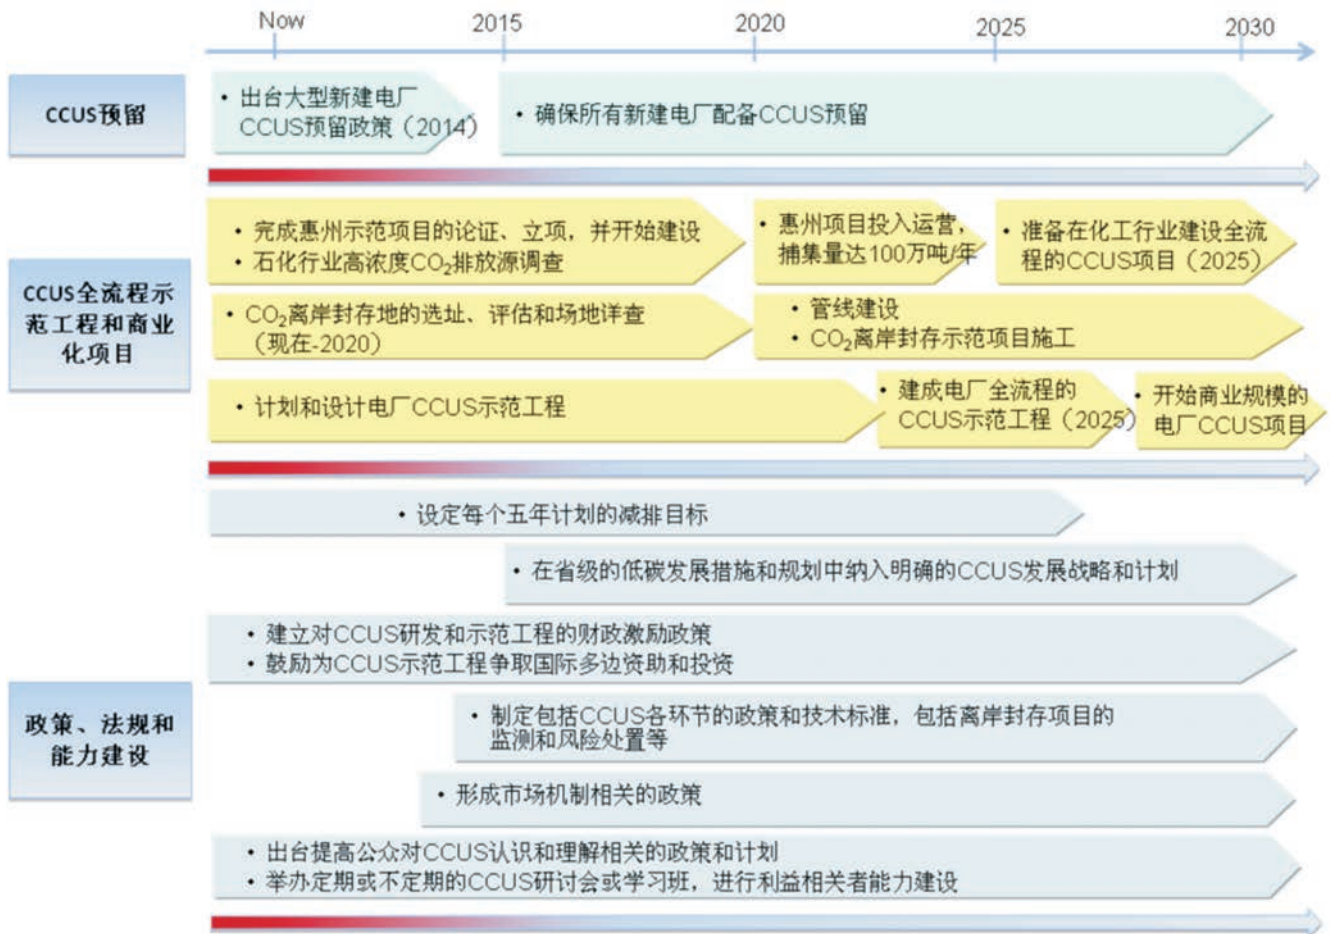 Now 2015 2020 2025 2030
CCUS预留
• 出台大型新建电厂
CCUS预留政策（2014）
• 确保所有新建电厂配备CCUS预留
CCUS全流程示
范工程和商业
化项目
• 完成惠州示范项目的论证、立项，并开始建设
• 石化行业高浓度CO₂排放源调查
• 惠州项目投入运营，
捕集量达100万吨/年
• 准备在化工行业建设全流
程的CCUS项目（2025）
• CO₂离岸封存地的选址、评估和场地详查
（现在-2020）
• 管线建设
• CO₂离岸封存示范项目施工
• 计划和设计电厂CCUS示范工程
• 建成电厂全流程的
CCUS示范工程（2025）
• 开始商业规模的
电厂CCUS项目
政策、法规和
能力建设
• 设定每个五年计划的减排目标
• 在省级的低碳发展措施和规划中纳入明确的CCUS发展战略和计划
• 建立对CCUS研发和示范工程的财政激励政策
• 鼓励为CCUS示范工程争取国际多边资助和投资
• 制定包括CCUS各环节的政策和技术标准，包括离岸封存项目的
监测和风险处置等
• 形成市场机制相关的政策
• 出台提高公众对CCUS认识和理解相关的政策和计划
• 举办定期或不定期的CCUS研讨会或学习班，进行利益相关者能力建设